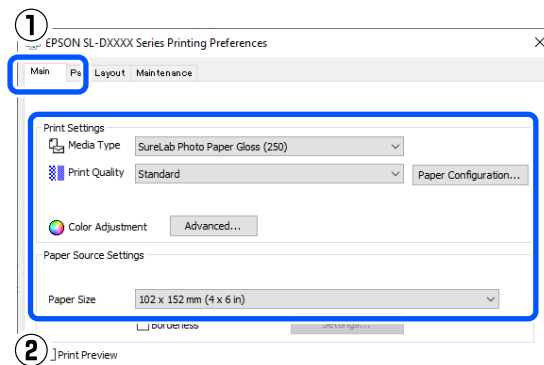 ①
EPSON SL-DXXXX Series Printing Preferences
Main Pa Layout Maintenance
Print Settings
Media Type SureLab Photo Paper Gloss (250)
Print Quality Standard Paper Configuration...
Color Adjustment Advanced...
Paper Source Settings
Paper Size 102 x 152 mm (4 x 6 in)
Borderless Settings...
②
Print Preview